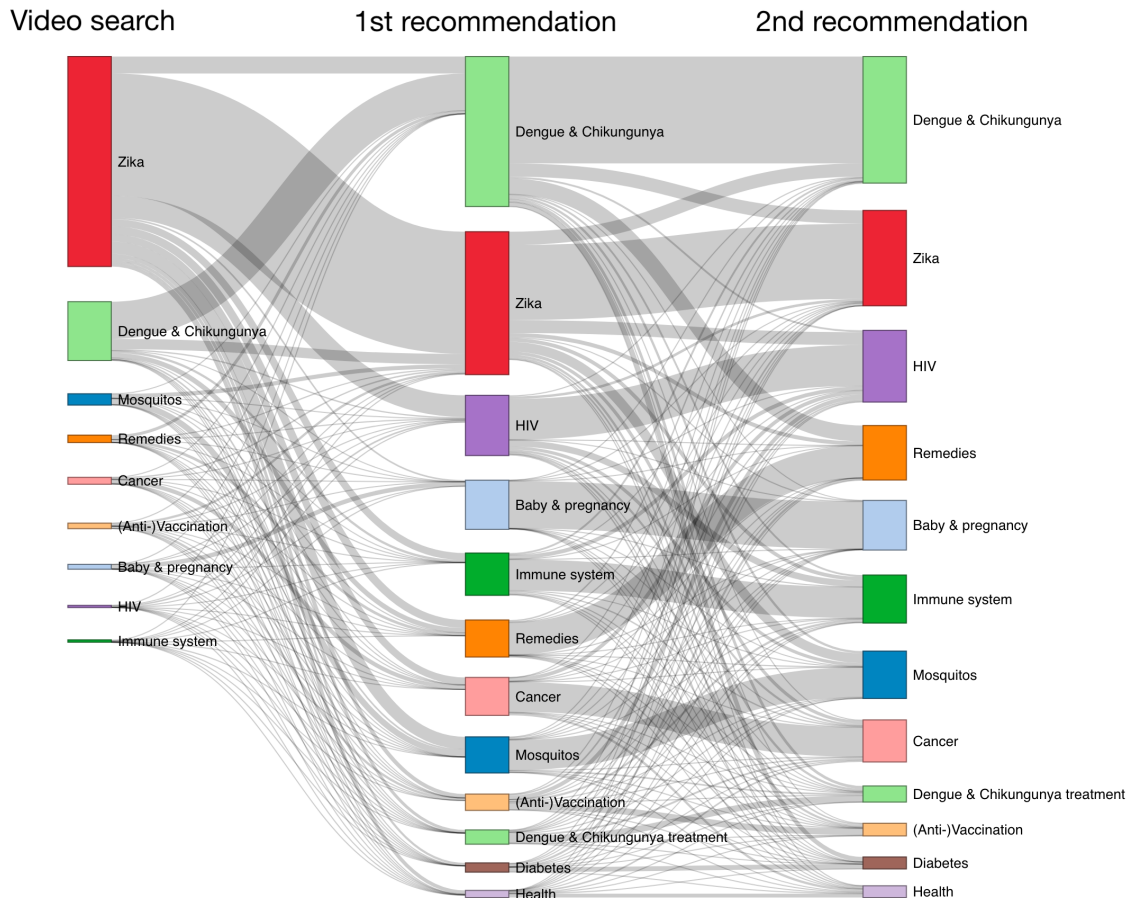 Video search
1st recommendation
2nd recommendation
Zika
Dengue & Chikungunya
Mosquitos
Remedies
Cancer
(Anti-)Vaccination
Baby & pregnancy
HIV
Immune system
Dengue & Chikungunya
Zika
HIV
Baby & pregnancy
Immune system
Remedies
Cancer
Mosquitos
(Anti-)Vaccination
Dengue & Chikungunya treatment
Diabetes
Health
Dengue & Chikungunya
Zika
HIV
Remedies
Baby & pregnancy
Immune system
Mosquitos
Cancer
Dengue & Chikungunya treatment
(Anti-)Vaccination
Diabetes
Health